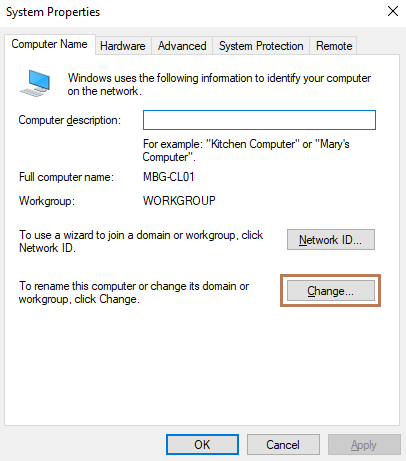 System Properties
Computer Name Hardware Advanced System Protection Remote
Windows uses the following information to identify your computer
on the network.
Computer description:
For example: "Kitchen Computer" or "Mary's
Computer".
Full computer name: MBG-CL01
Workgroup: WORKGROUP
To use a wizard to join a domain or workgroup, click
Network ID.
Network ID...
To rename this computer or change its domain or
workgroup, click Change.
Change...
OK Cancel Apply